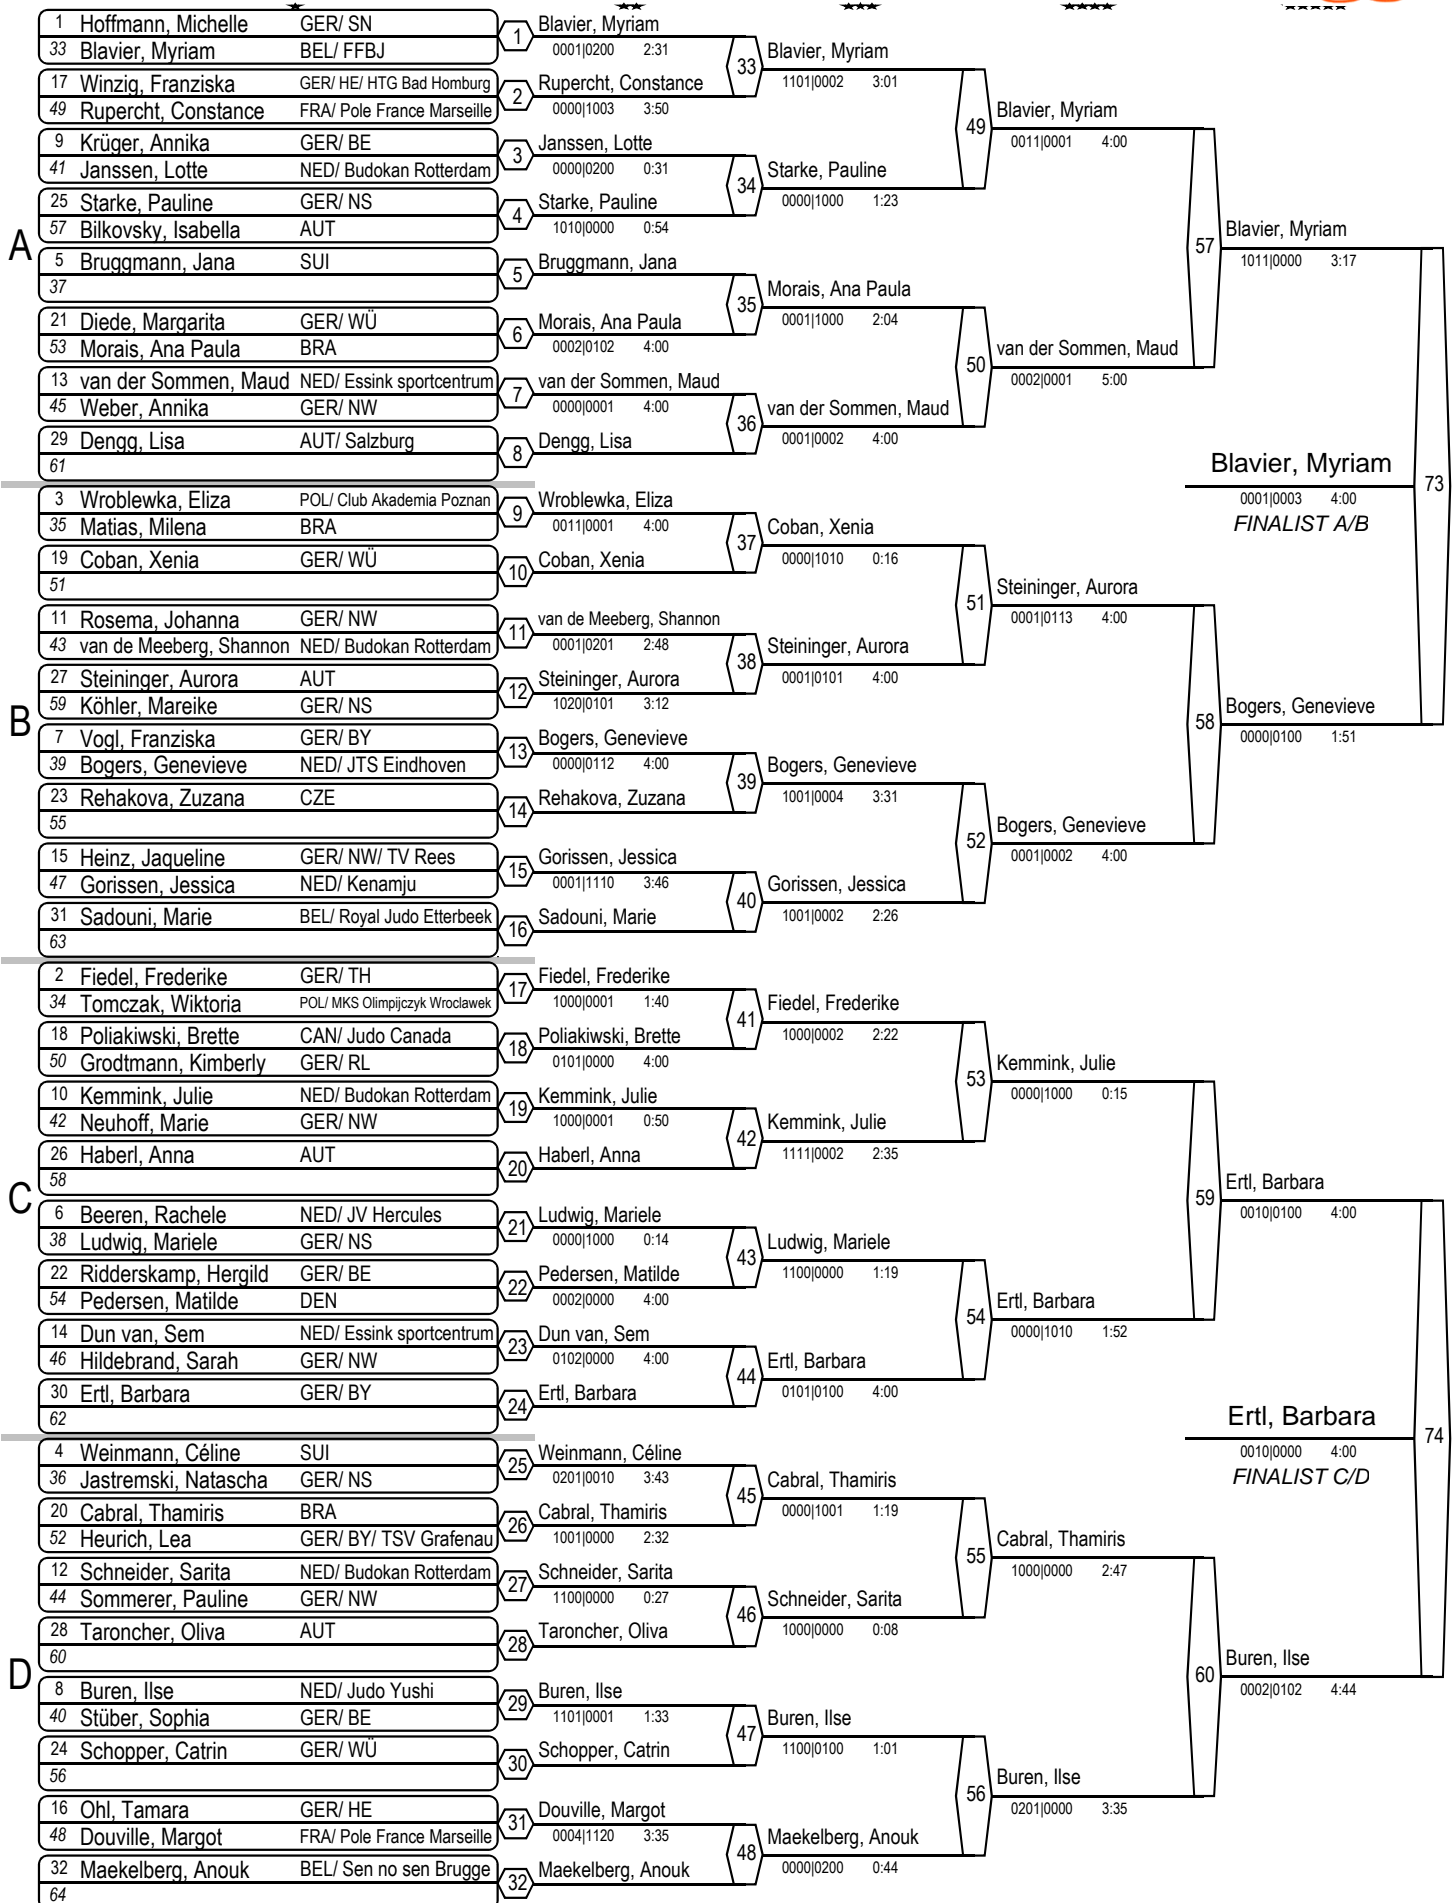 1 Hoffmann, Michelle GER/ SN
33 Blavier, Myriam BEL/ FFBJ
1 Blavier, Myriam
0001|0200 2:31
17 Winzig, Franziska GER/ HE/ HTG Bad Homburg
49 Rupercht, Constance FRA/ Pole France Marseille
2 Rupercht, Constance
0000|1003 3:50
33 Blavier, Myriam
1101|0002 3:01
9 Krüger, Annika GER/ BE
41 Janssen, Lotte NED/ Budokan Rotterdam
3 Janssen, Lotte
0000|0200 0:31
25 Starke, Pauline GER/ NS
57 Bilkovsky, Isabella AUT
4 Starke, Pauline
1010|0000 0:54
34 Starke, Pauline
0000|1000 1:23
49 Blavier, Myriam
0011|0001 4:00
A
5 Bruggmann, Jana SUI
37
5 Bruggmann, Jana
21 Diede, Margarita GER/ WÜ
53 Morais, Ana Paula BRA
6 Morais, Ana Paula
0002|0102 4:00
35 Morais, Ana Paula
0001|1000 2:04
13 van der Sommen, Maud NED/ Essink sportcentrum
45 Weber, Annika GER/ NW
7 van der Sommen, Maud
0000|0001 4:00
29 Dengg, Lisa AUT/ Salzburg
61
8 Dengg, Lisa
36 van der Sommen, Maud
0001|0002 4:00
50 van der Sommen, Maud
0002|0001 5:00
57 Blavier, Myriam
1011|0000 3:17
Blavier, Myriam
0001|0003 4:00
FINALIST A/B
73
3 Wroblewka, Eliza POL/ Club Akademia Poznan
35 Matias, Milena BRA
9 Wroblewka, Eliza
0011|0001 4:00
19 Coban, Xenia GER/ WÜ
51
10 Coban, Xenia
37 Coban, Xenia
0000|1010 0:16
11 Rosema, Johanna GER/ NW
43 van de Meeberg, Shannon NED/ Budokan Rotterdam
11 van de Meeberg, Shannon
0001|0201 2:48
27 Steininger, Aurora AUT
59 Köhler, Mareike GER/ NS
12 Steininger, Aurora
1020|0101 3:12
38 Steininger, Aurora
0001|0101 4:00
51 Steininger, Aurora
0001|0113 4:00
B
7 Vogl, Franziska GER/ BY
39 Bogers, Genevieve NED/ JTS Eindhoven
13 Bogers, Genevieve
0000|0112 4:00
23 Rehakova, Zuzana CZE
55
14 Rehakova, Zuzana
39 Bogers, Genevieve
1001|0004 3:31
15 Heinz, Jaqueline GER/ NW/ TV Rees
47 Gorissen, Jessica NED/ Kenamju
15 Gorissen, Jessica
0001|1110 3:46
31 Sadouni, Marie BEL/ Royal Judo Etterbeek
63
16 Sadouni, Marie
40 Gorissen, Jessica
1001|0002 2:26
52 Bogers, Genevieve
0001|0002 4:00
58 Bogers, Genevieve
0000|0100 1:51
2 Fiedel, Frederike GER/ TH
34 Tomczak, Wiktoria POL/ MKS Olimpijczyk Wroclawek
17 Fiedel, Frederike
1000|0001 1:40
18 Poliakiwski, Brette CAN/ Judo Canada
50 Grodtmann, Kimberly GER/ RL
18 Poliakiwski, Brette
0101|0000 4:00
41 Fiedel, Frederike
1000|0002 2:22
10 Kemmink, Julie NED/ Budokan Rotterdam
42 Neuhoff, Marie GER/ NW
19 Kemmink, Julie
1000|0001 0:50
26 Haberl, Anna AUT
58
20 Haberl, Anna
42 Kemmink, Julie
1111|0002 2:35
53 Kemmink, Julie
0000|1000 0:15
C
6 Beeren, Rachele NED/ JV Hercules
38 Ludwig, Mariele GER/ NS
21 Ludwig, Mariele
0000|1000 0:14
22 Ridderskamp, Hergild GER/ BE
54 Pedersen, Matilde DEN
22 Pedersen, Matilde
0002|0000 4:00
43 Ludwig, Mariele
1100|0000 1:19
14 Dun van, Sem NED/ Essink sportcentrum
46 Hildebrand, Sarah GER/ NW
23 Dun van, Sem
0102|0000 4:00
30 Ertl, Barbara GER/ BY
62
24 Ertl, Barbara
44 Ertl, Barbara
0101|0100 4:00
54 Ertl, Barbara
0000|1010 1:52
59 Ertl, Barbara
0010|0100 4:00
Ertl, Barbara
0010|0000 4:00
FINALIST C/D
74
4 Weinmann, Céline SUI
36 Jastremski, Natascha GER/ NS
25 Weinmann, Céline
0201|0010 3:43
20 Cabral, Thamiris BRA
52 Heurich, Lea GER/ BY/ TSV Grafenau
26 Cabral, Thamiris
1001|0000 2:32
45 Cabral, Thamiris
0000|1001 1:19
12 Schneider, Sarita NED/ Budokan Rotterdam
44 Sommerer, Pauline GER/ NW
27 Schneider, Sarita
1100|0000 0:27
28 Taroncher, Oliva AUT
60
28 Taroncher, Oliva
46 Schneider, Sarita
1000|0000 0:08
55 Cabral, Thamiris
1000|0000 2:47
D
8 Buren, Ilse NED/ Judo Yushi
40 Stüber, Sophia GER/ BE
29 Buren, Ilse
1101|0001 1:33
24 Schopper, Catrin GER/ WÜ
56
30 Schopper, Catrin
47 Buren, Ilse
1100|0100 1:01
16 Ohl, Tamara GER/ HE
48 Douville, Margot FRA/ Pole France Marseille
31 Douville, Margot
0004|1120 3:35
32 Maekelberg, Anouk BEL/ Sen no sen Brugge
64
32 Maekelberg, Anouk
48 Maekelberg, Anouk
0000|0200 0:44
56 Buren, Ilse
0201|0000 3:35
60 Buren, Ilse
0002|0102 4:44